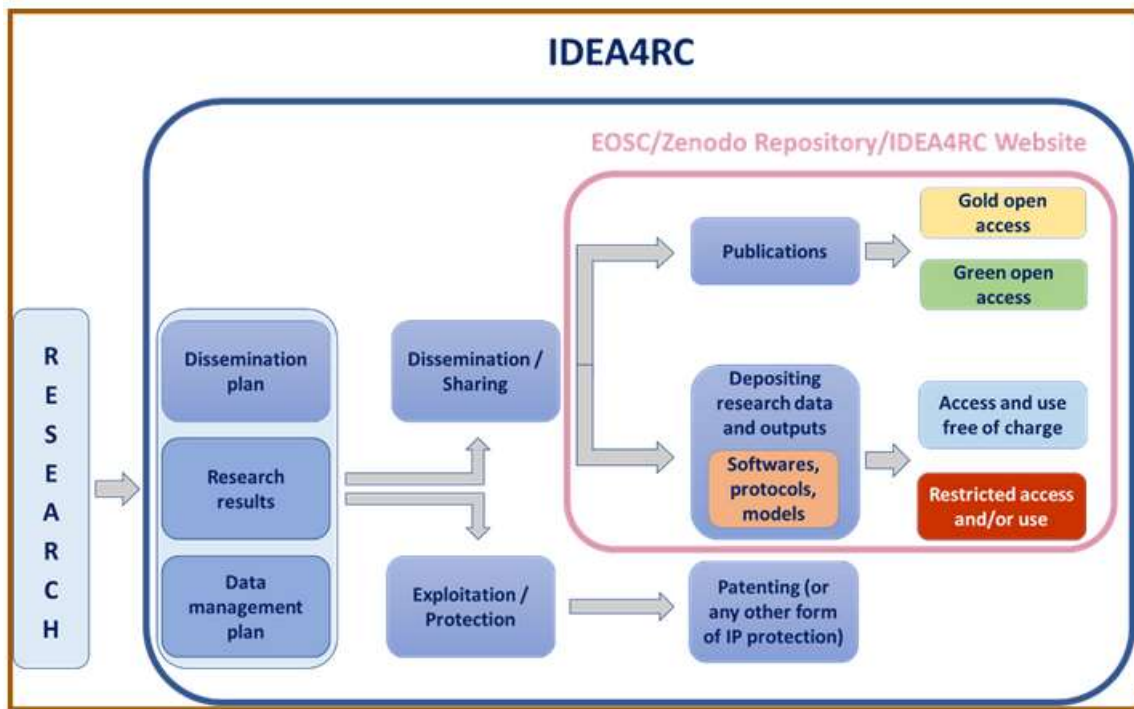 IDEA4RC
EOSC/Zenodo Repository/IDEA4RC Website
R
E
S
E
A
R
C
H
Dissemination
plan
Research
results
Data
management
plan
Dissemination /
Sharing
Exploitation /
Protection
Publications
Gold open
access
Green open
access
Depositing
research data
and outputs
Softwares,
protocols,
models
Access and use
free of charge
Restricted access
and/or use
Patenting (or
any other form
of IP protection)